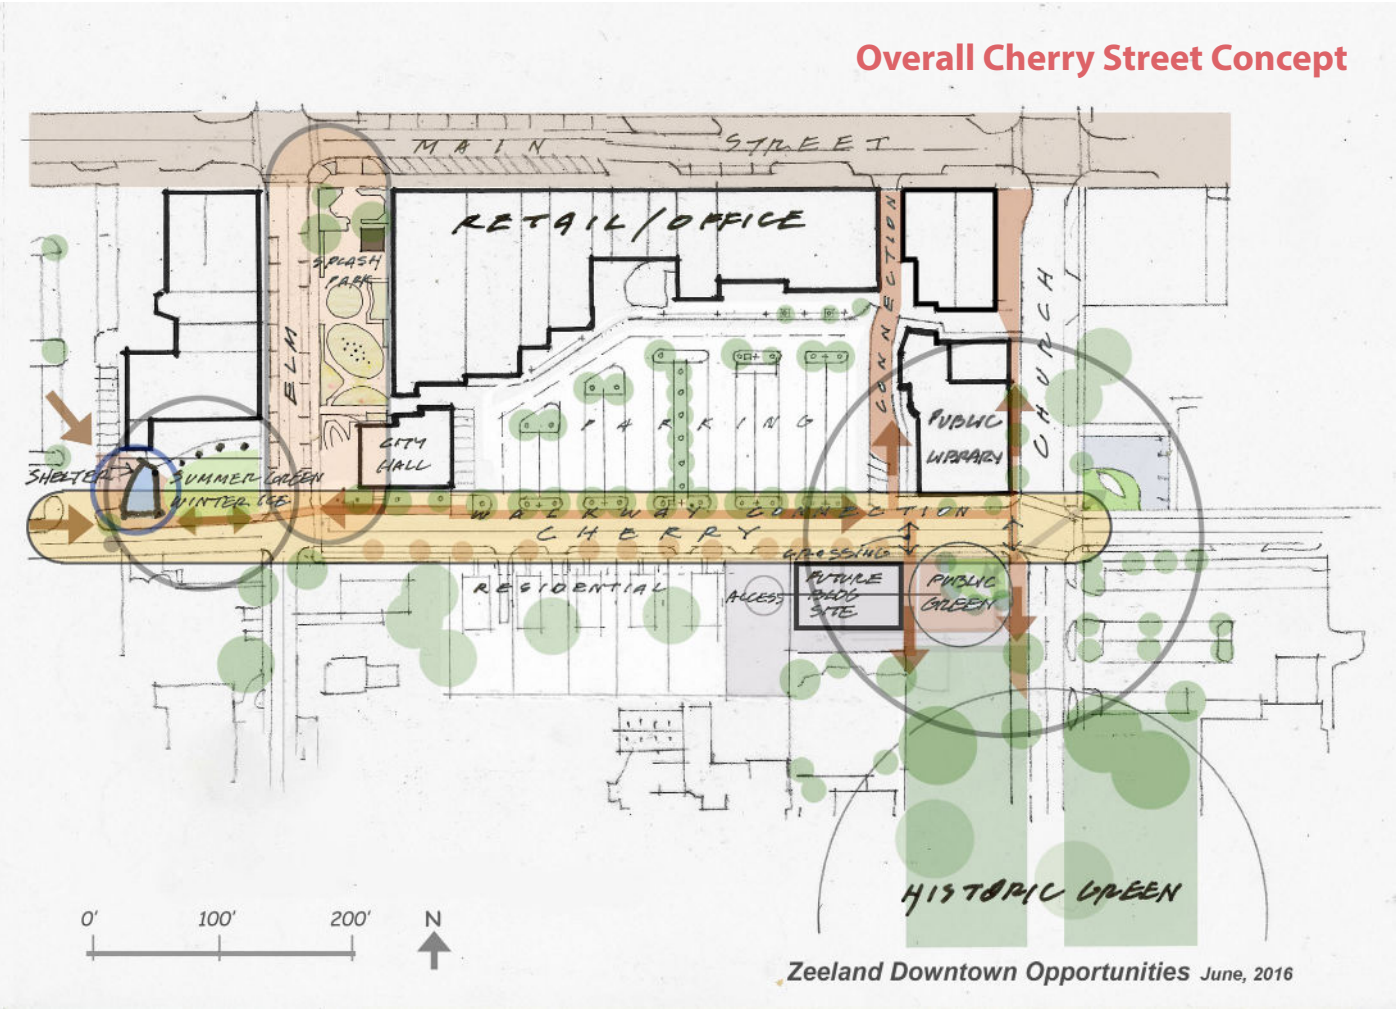 Overall Cherry Street Concept
MAIN STREET
RETAIL/OFFICE
CONNECTION
SPLASH
PARK
ELM
CHURCH
CONNECTION
PARKING
PUBLIC
LIBRARY
CITY
HALL
SHELTER
SUMMER GREEN
WINTER ICE
WALKWAY CONNECTION
CHERRY
CROSSING
RESIDENTIAL
ACCESS
FUTURE
BLDG
SITE
PUBLIC
GREEN
HISTORIC GREEN
0' 100' 200' N
Zeeland Downtown Opportunities June, 2016